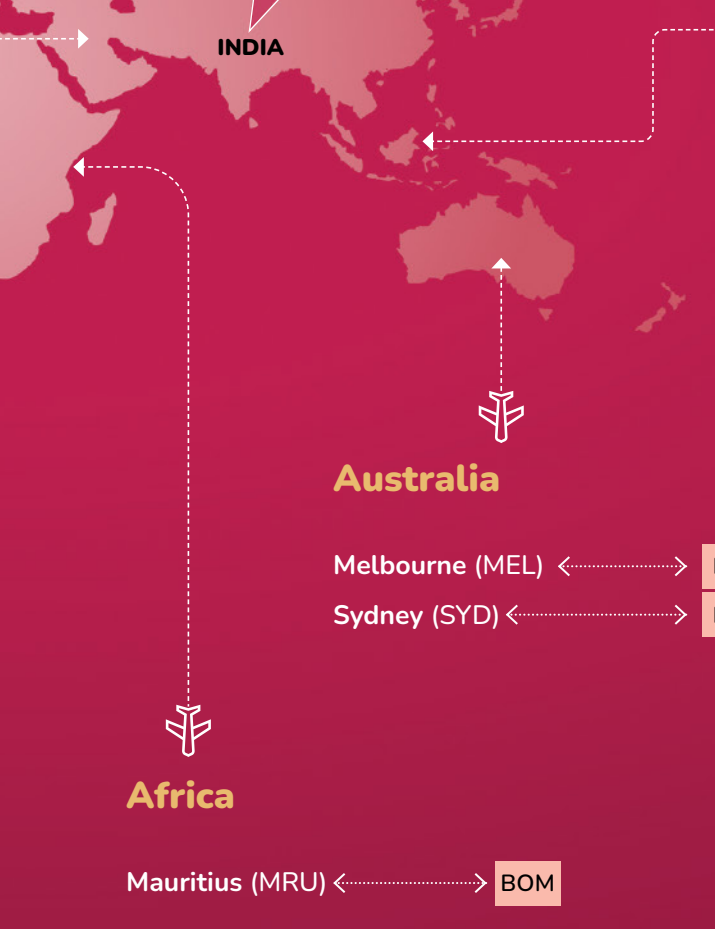 INDIA
Australia
Melbourne (MEL)
Sydney (SYD)
Africa
Mauritius (MRU) BOM